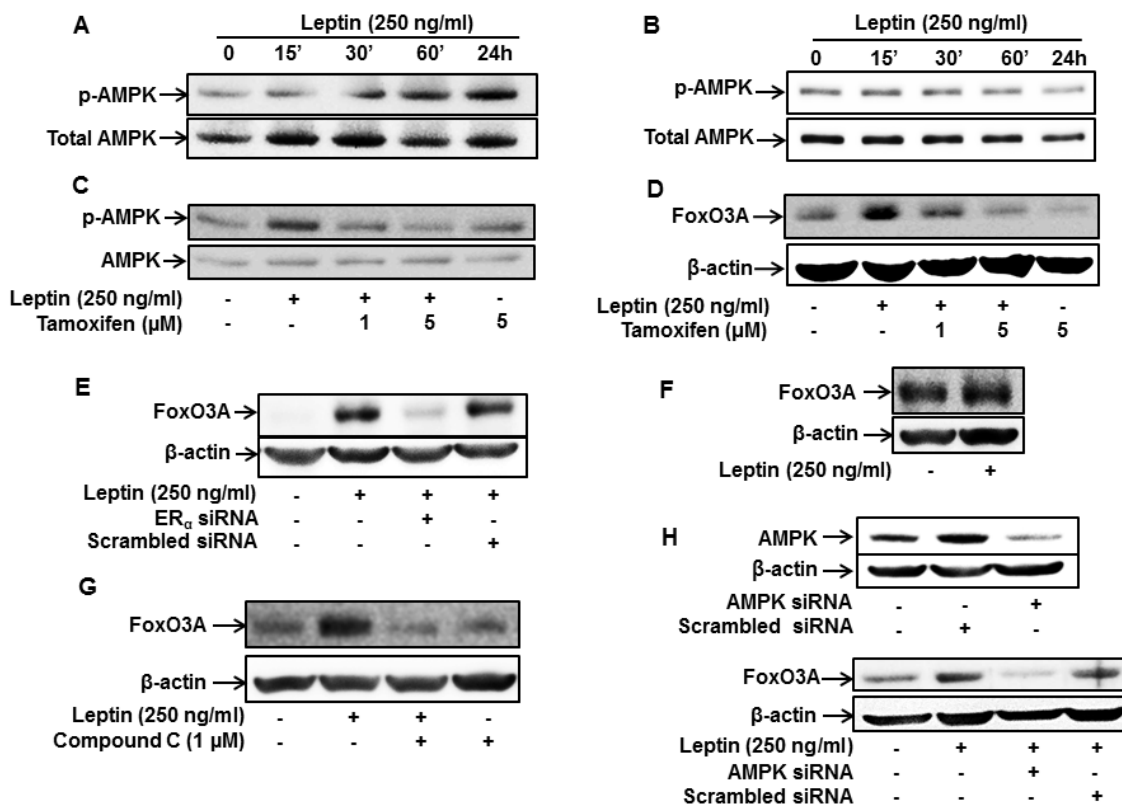 A
Leptin (250 ng/ml)
0 15’ 30’ 60’ 24h
p-AMPK
Total AMPK
B
Leptin (250 ng/ml)
0 15’ 30’ 60’ 24h
p-AMPK
Total AMPK
C
p-AMPK
AMPK
Leptin (250 ng/ml) - + + + -
Tamoxifen (µM) - - 1 5 5
D
FoxO3A
β-actin
Leptin (250 ng/ml) - + + + -
Tamoxifen (µM) - - 1 5 5
E
FoxO3A
β-actin
Leptin (250 ng/ml) - + + +
ERα siRNA - - + -
Scrambled siRNA - - - +
F
FoxO3A
β-actin
Leptin (250 ng/ml) - +
G
FoxO3A
β-actin
Leptin (250 ng/ml) - + + -
Compound C (1 µM) - - + +
H
AMPK
β-actin
AMPK siRNA - - +
Scrambled siRNA - + -
FoxO3A
β-actin
Leptin (250 ng/ml) - + + +
AMPK siRNA - - + -
Scrambled siRNA - - - +